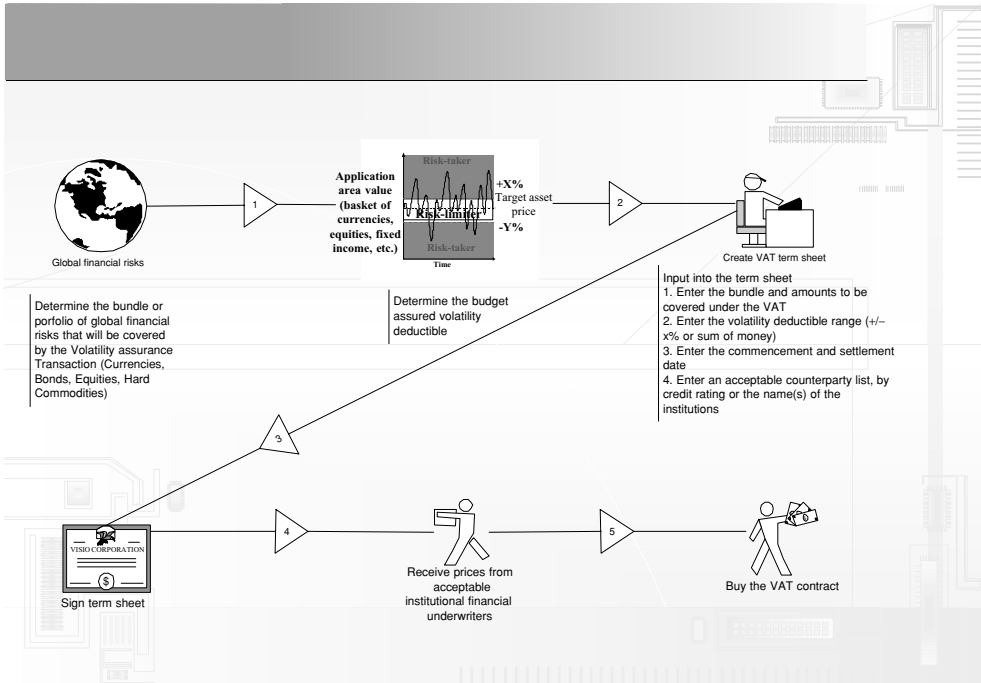 Risk-taker
Application
area value
(basket of
currencies,
equities, fixed
income, etc.)
+X%
Target asset
price
-Y%
Risk-limiter
Risk-taker
Time
1
2
Global financial risks
Create VAT term sheet
Determine the bundle or
porfolio of global financial
risks that will be covered
by the Volatility assurance
Transaction (Currencies,
Bonds, Equities, Hard
Commodities)
Determine the budget
assured volatility
deductible
Input into the term sheet
1. Enter the bundle and amounts to be
covered under the VAT
2. Enter the volatility deductible range (+/–
x% or sum of money)
3. Enter the commencement and settlement
date
4. Enter an acceptable counterparty list, by
credit rating or the name(s) of the
institutions
3
VISIO CORPORATION
$
Sign term sheet
4
Receive prices from
acceptable
institutional financial
underwriters
5
Buy the VAT contract